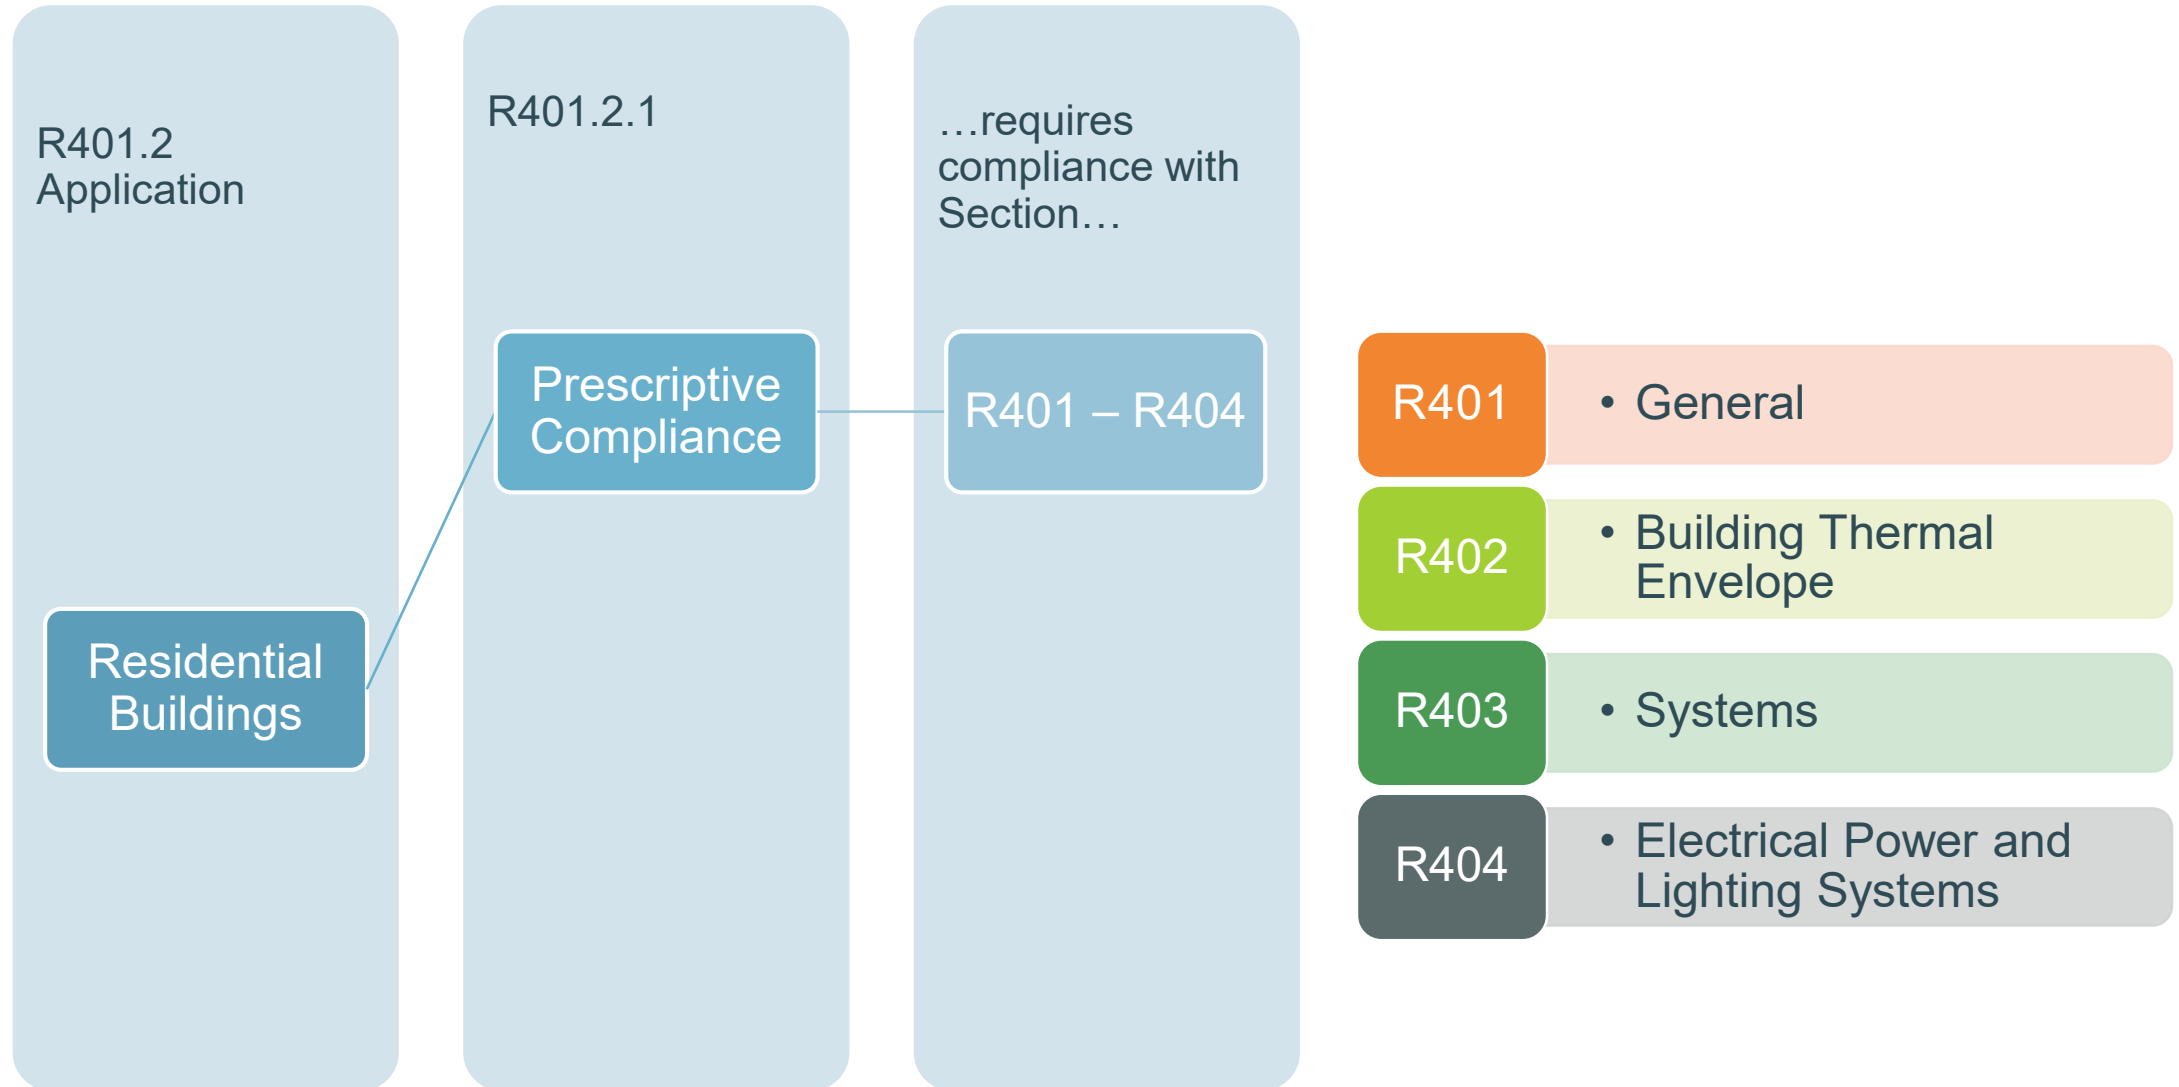 R401.2
Application
Residential
Buildings
R401.2.1
Prescriptive
Compliance
…requires
compliance with
Section…
R401 – R404
R401
• General
R402
• Building Thermal
Envelope
R403
• Systems
R404
• Electrical Power and
Lighting Systems